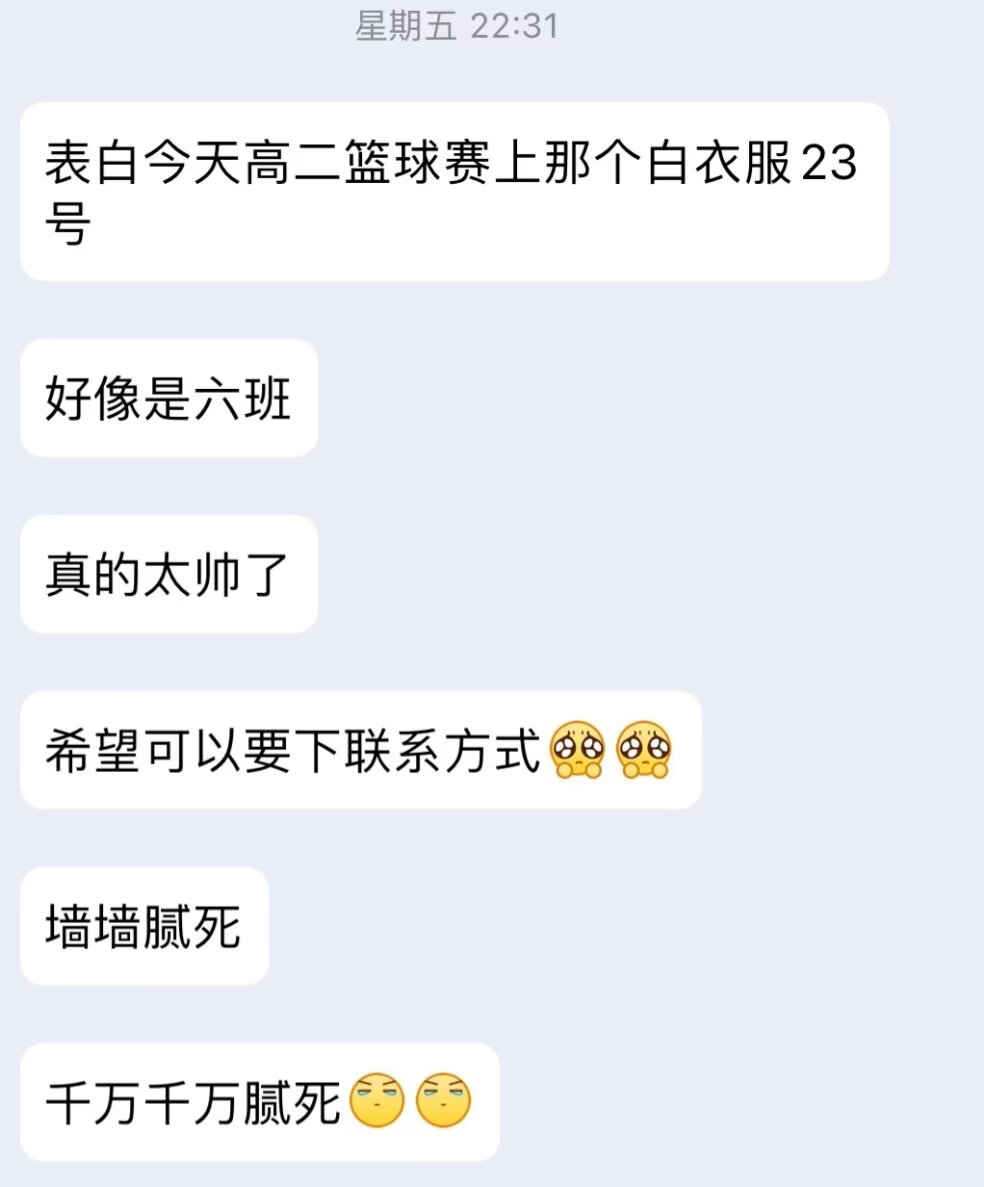 星期五 22:31
表白今天高二篮球赛上那个白衣服23
号
好像是六班
真的太帅了
希望可以要下联系方式🥺🥺
墙墙腻死
千万千万腻死